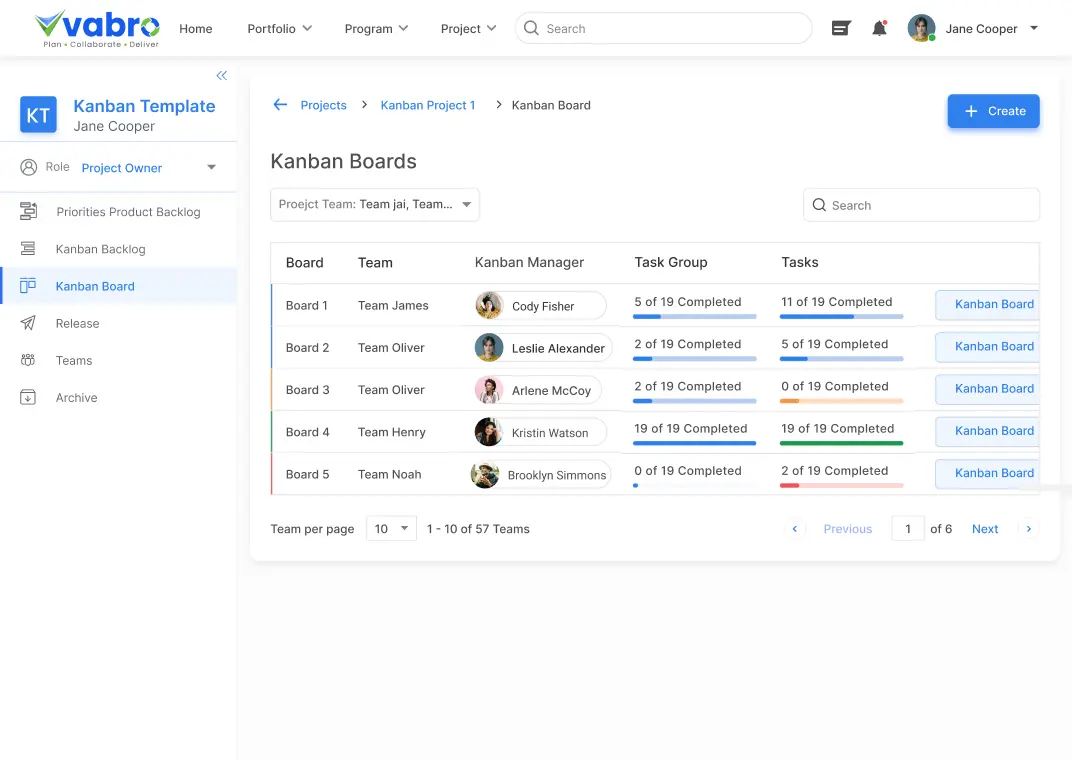 vabro Home Portfolio Program Project Search Jane Cooper
Plan • Collaborate • Deliver
KT Kanban Template
Jane Cooper
Role Project Owner
Priorities Product Backlog
Kanban Backlog
Kanban Board
Release
Teams
Archive
Projects Kanban Project 1 Kanban Board
Create
Kanban Boards
Proejct Team: Team jai, Team...
Search
Board Team Kanban Manager Task Group Tasks
Board 1 Team James Cody Fisher 5 of 19 Completed 11 of 19 Completed Kanban Board
Board 2 Team Oliver Leslie Alexander 2 of 19 Completed 5 of 19 Completed Kanban Board
Board 3 Team Oliver Arlene McCoy 2 of 19 Completed 0 of 19 Completed Kanban Board
Board 4 Team Henry Kristin Watson 19 of 19 Completed 19 of 19 Completed Kanban Board
Board 5 Team Noah Brooklyn Simmons 0 of 19 Completed 2 of 19 Completed Kanban Board
Team per page 10 1 - 10 of 57 Teams Previous 1 of 6 Next